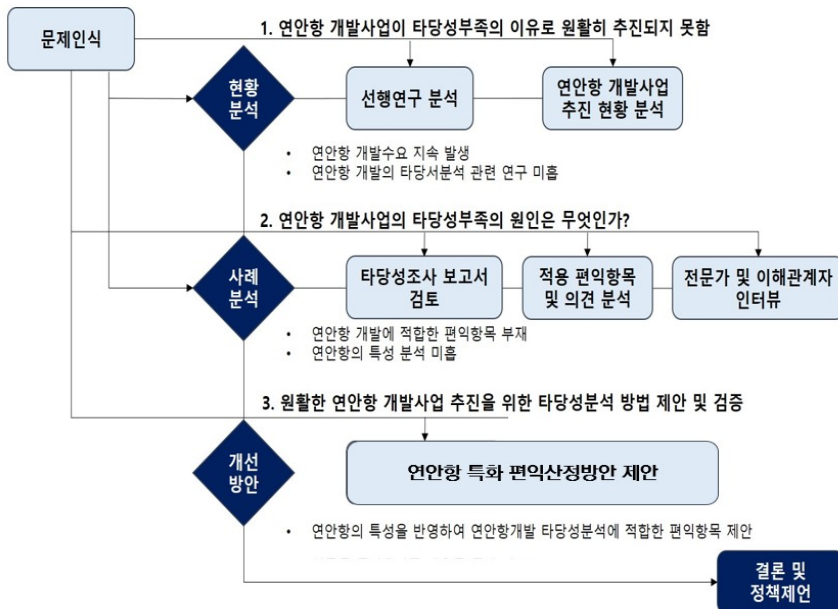 문제인식
1. 연안항 개발사업이 타당성부족의 이유로 원활히 추진되지 못함
현황
분석
선행연구 분석
연안항 개발사업
추진 현황 분석
• 연안항 개발수요 지속 발생
• 연안항 개발의 타당서분석 관련 연구 미흡
2. 연안항 개발사업의 타당성부족의 원인은 무엇인가?
사례
분석
타당성조사 보고서
검토
적용 편익항목
및 의견 분석
전문가 및 이해관계자
인터뷰
• 연안항 개발에 적합한 편익항목 부재
• 연안항의 특성 분석 미흡
3. 원활한 연안항 개발사업 추진을 위한 타당성분석 방법 제안 및 검증
개선
방안
연안항 특화 편익산정방안 제안
• 연안항의 특성을 반영하여 연안항개발 타당성분석에 적합한 편익항목 제안
결론 및
정책제언